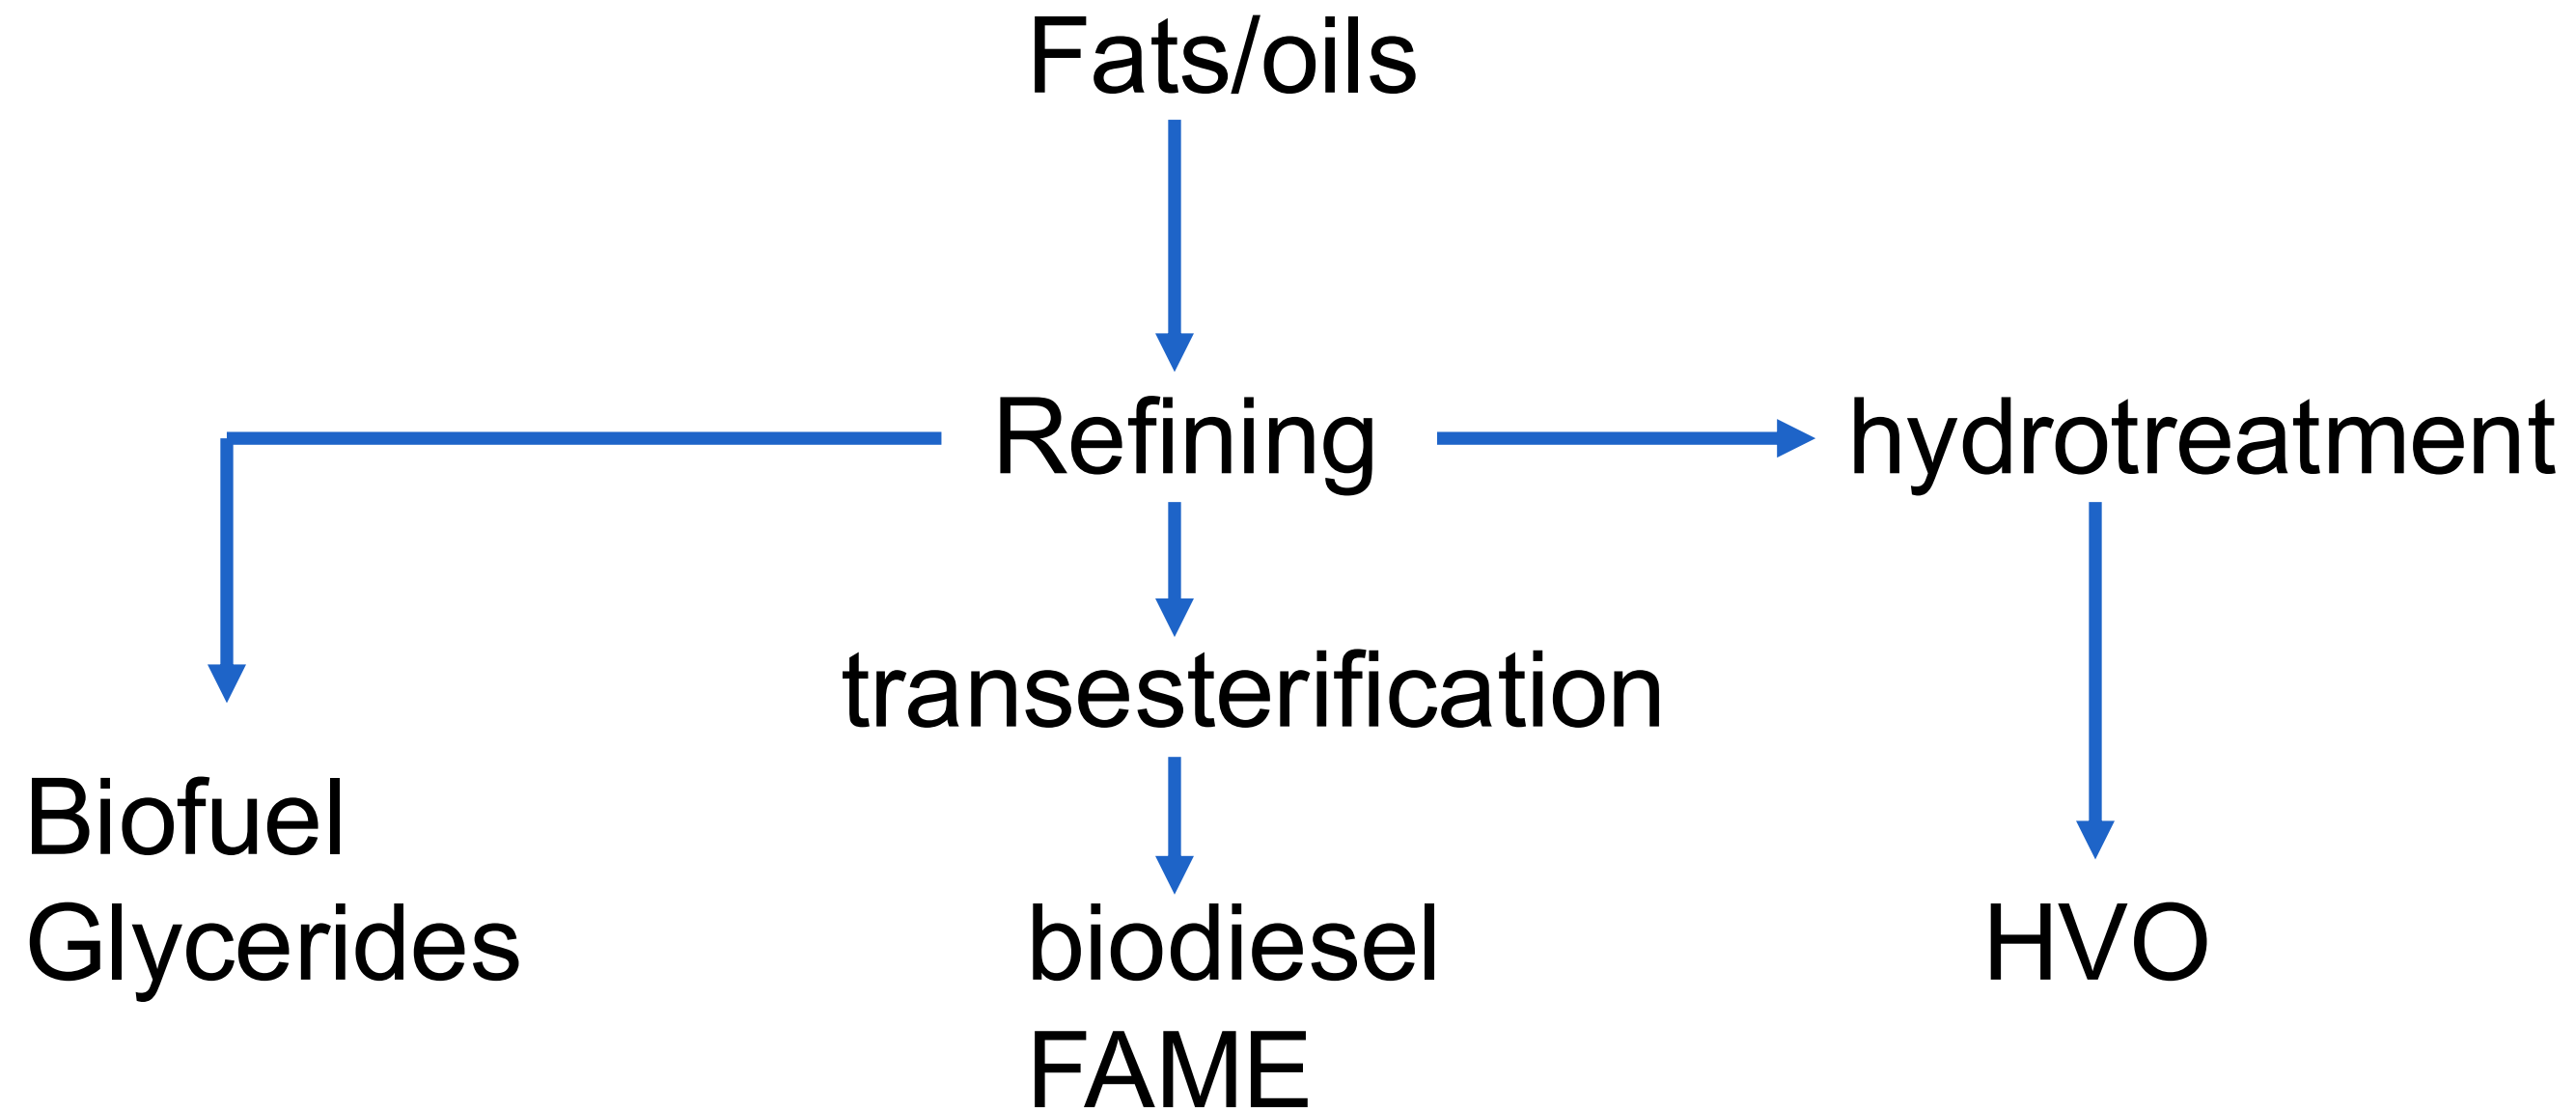 Fats/oils
Refining
hydrotreatment
transesterification
Biofuel
Glycerides
biodiesel
FAME
HVO